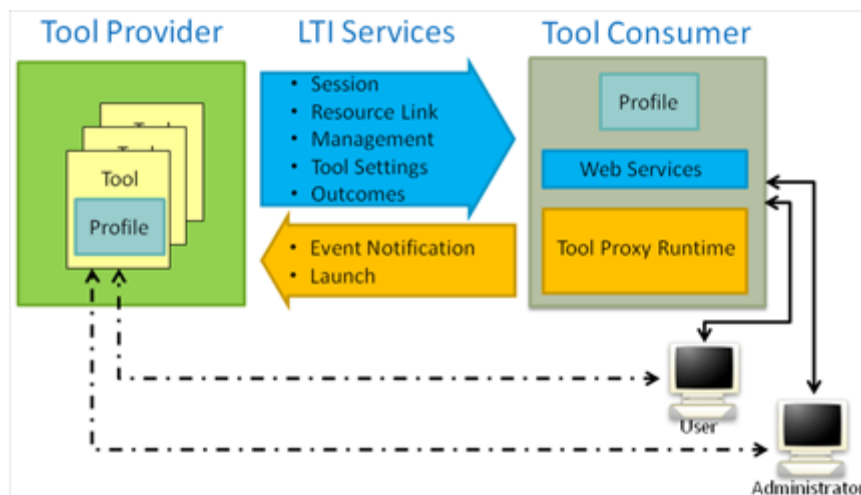 Tool Provider
LTI Services
Tool Consumer
Tool
Profile
• Session
• Resource Link
• Management
• Tool Settings
• Outcomes
• Event Notification
• Launch
Profile
Web Services
Tool Proxy Runtime
User
Administrator